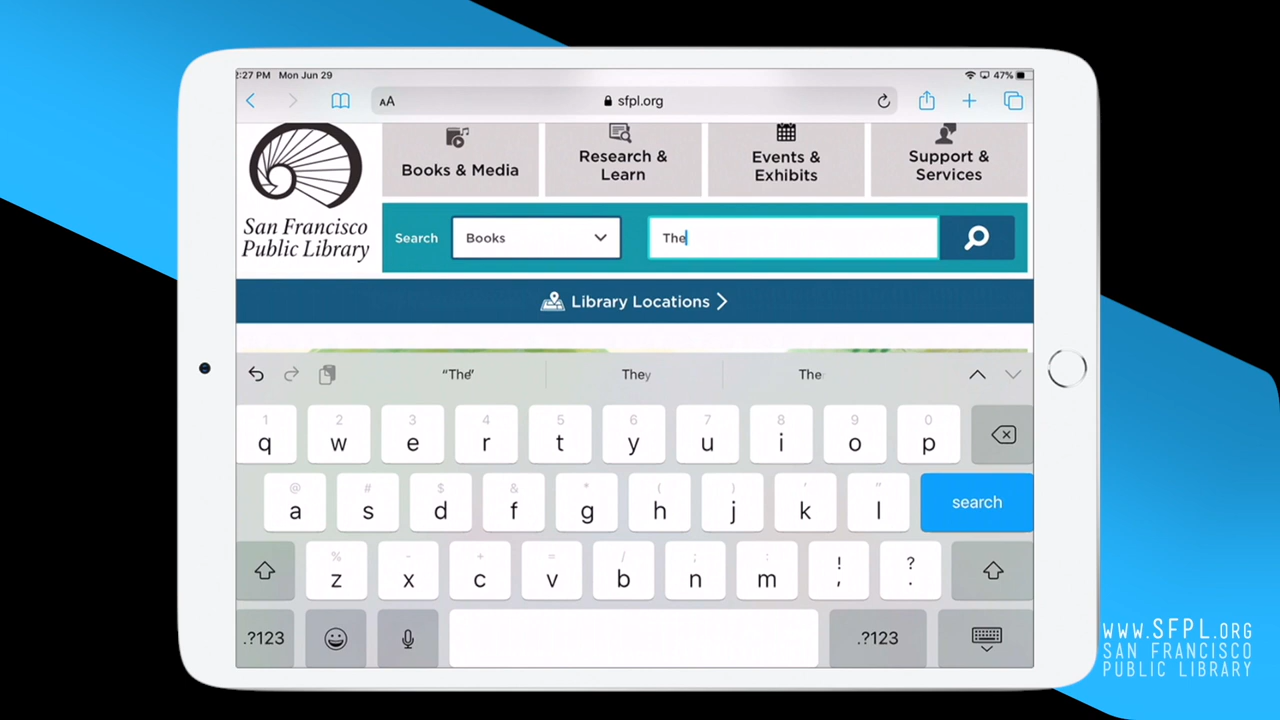 2:27 PM Mon Jun 29
47%
AA
sfpl.org
Books & Media
Research &
Learn
Events &
Exhibits
Support &
Services
San Francisco
Public Library
Search
Books
The
Library Locations
“The”
They
The
1 2 3 4 5 6 7 8 9 0
q w e r t y u i o p
@ # $ & * ( ) ' "
a s d f g h j k l
search
% - + = / ; : ! ?
z x c v b n m , .
.?123
.?123
WWW.SFPL.ORG
SAN FRANCISCO
PUBLIC LIBRARY